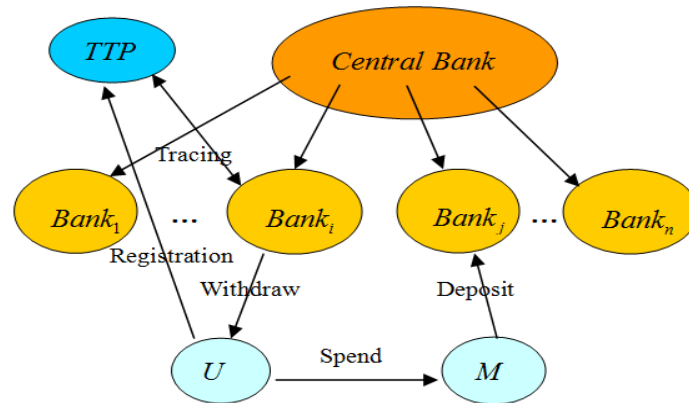 TTP
Central Bank
Tracing
Bank₁
...
Bankᵢ
Bankⱼ
...
Bankₙ
Registration
Withdraw
Deposit
Spend
U
M